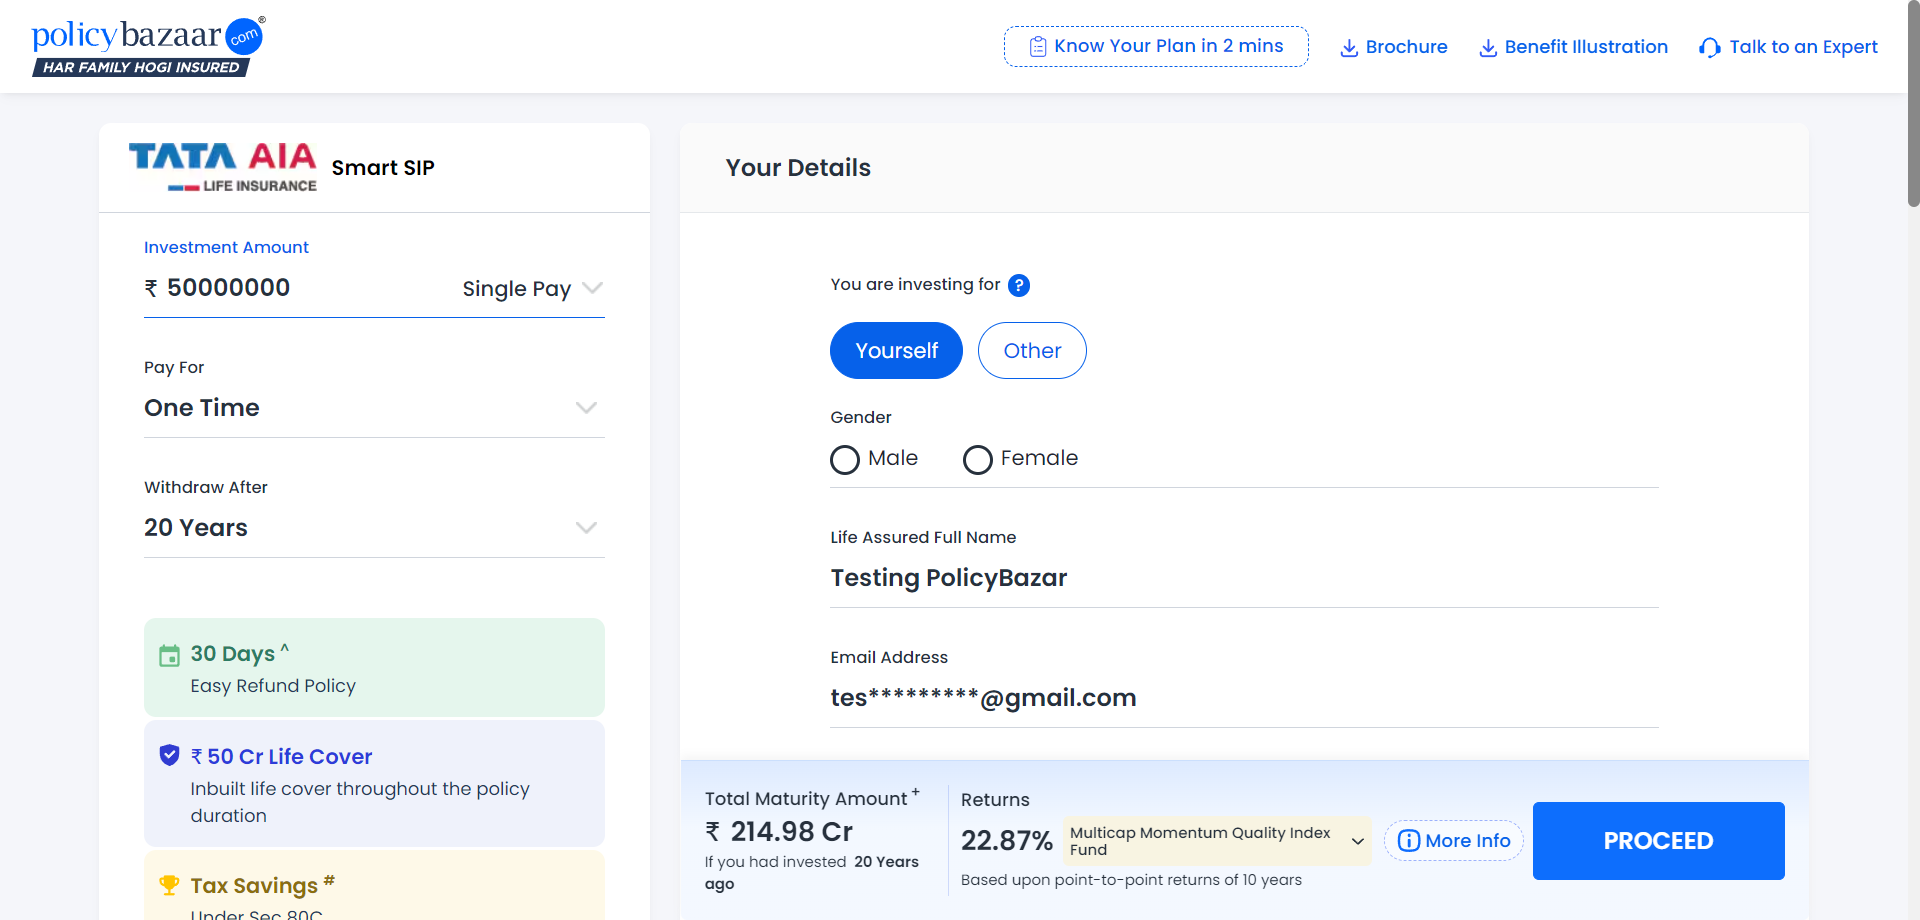 policybazaar.com®
HAR FAMILY HOGI INSURED
Know Your Plan in 2 mins
Brochure
Benefit Illustration
Talk to an Expert
TATA AIA
LIFE INSURANCE
Smart SIP
Investment Amount
₹ 50000000
Single Pay
Pay For
One Time
Withdraw After
20 Years
30 Days ^
Easy Refund Policy
₹ 50 Cr Life Cover
Inbuilt life cover throughout the policy
duration
Tax Savings #
Under Sec 80C
Your Details
You are investing for ?
Yourself
Other
Gender
Male
Female
Life Assured Full Name
Testing PolicyBazar
Email Address
tes*********@gmail.com
Total Maturity Amount +
₹ 214.98 Cr
If you had invested 20 Years
ago
Returns
22.87%
Multicap Momentum Quality Index
Fund
Based upon point-to-point returns of 10 years
More Info
PROCEED